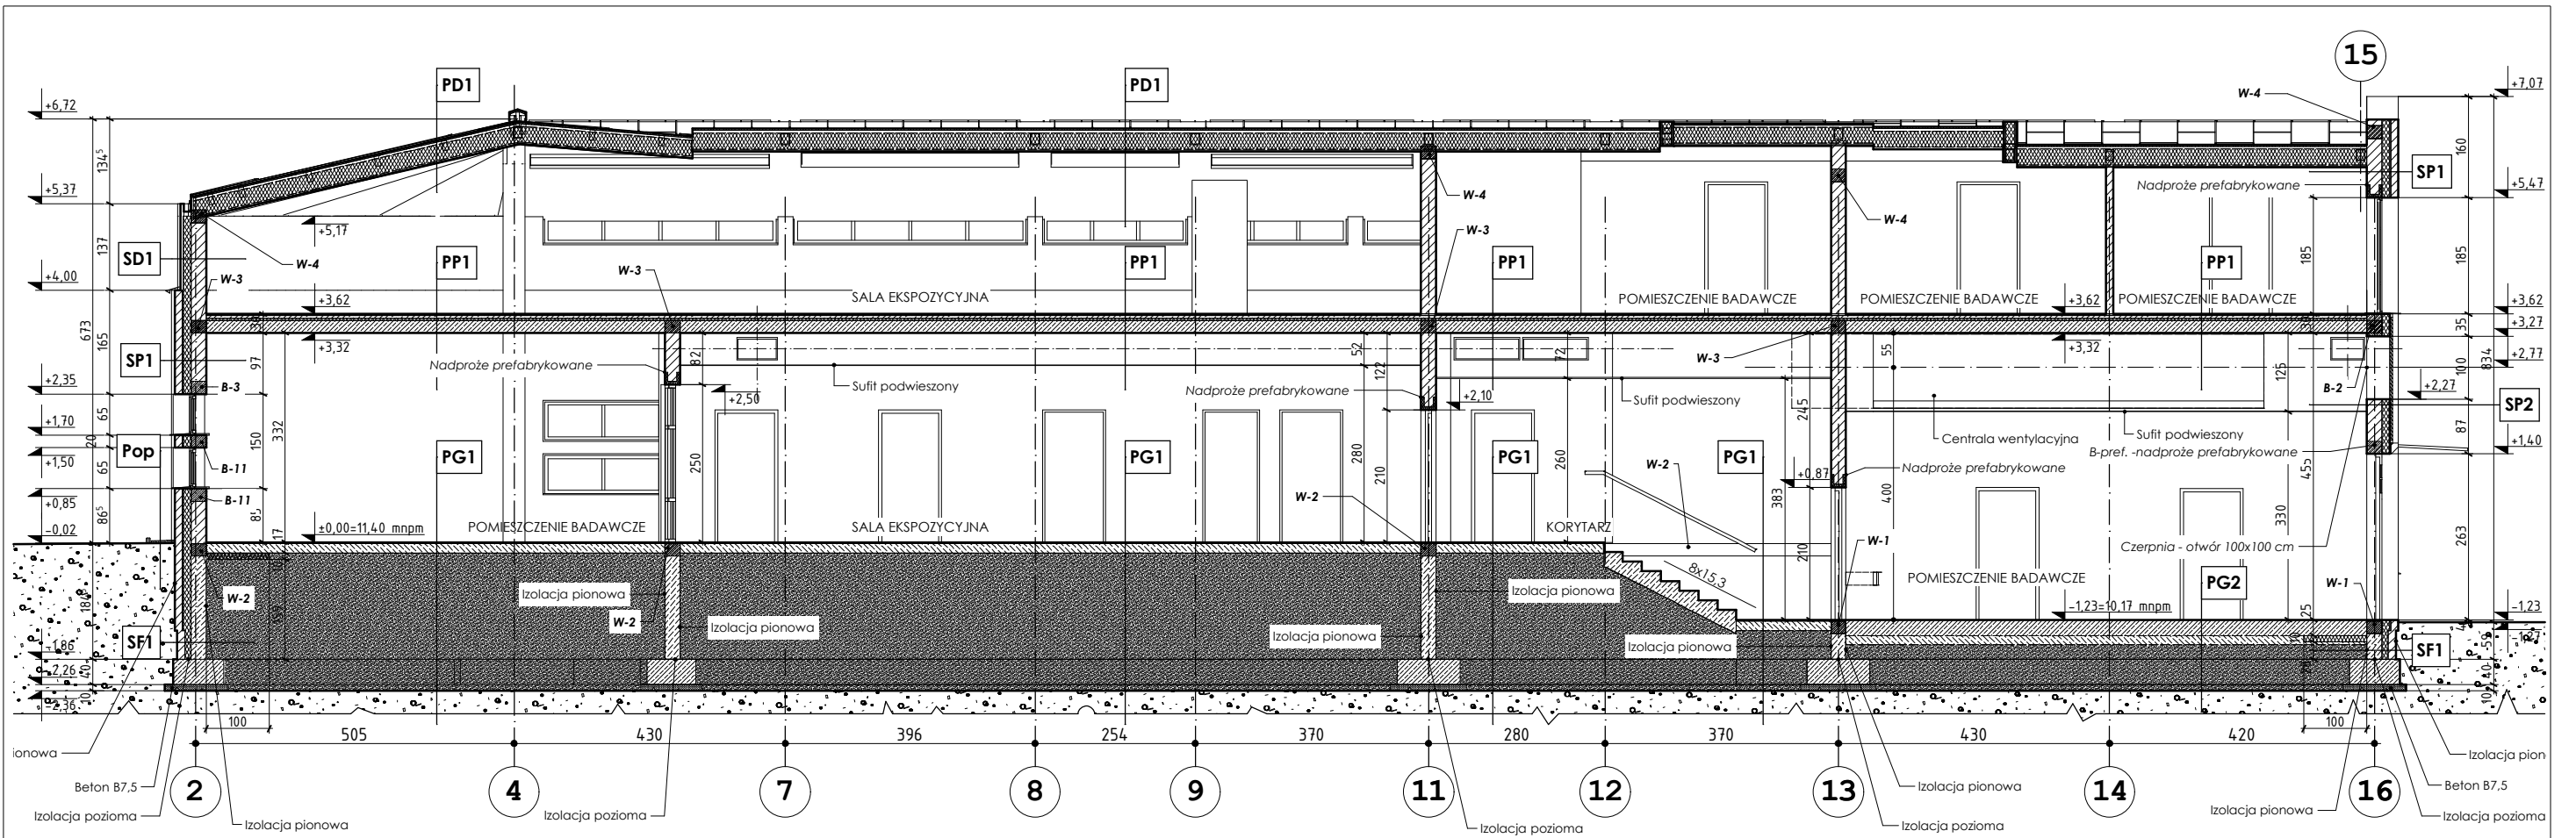 15
PD1
PD1
W-4
+7,07
+6,72
134⁵
160
SP1
Nadproże prefabrykowane
W-4
+5,37
+5,47
W-4
+5,17
W-3
137
SD1
PP1
PP1
PP1
PP1
185
185
W-4
W-3
W-3
+4,00
+3,62
SALA EKSPOZYCYJNA
POMIESZCZENIE BADAWCZE
POMIESZCZENIE BADAWCZE
+3,62
POMIESZCZENIE BADAWCZE
+3,62
673
165
30
30
35
+3,27
+3,32
+3,32
SP1
97
82
52
122
72
W-3
55
125
100
834
+2,77
Nadproże prefabrykowane
Sufit podwieszony
+2,50
Nadproże prefabrykowane
+2,10
Sufit podwieszony
245
B-2
+2,27
+2,35
B-3
SP2
65
+1,70
20
Pop
150
332
Centrala wentylacyjna
Sufit podwieszony
B-pref. -nadproże prefabrykowane
87
+1,40
PG1
PG1
PG1
PG1
+1,50
65
B-11
250
280
210
260
W-2
383
+0,87
Nadproże prefabrykowane
400
455
330
B-11
+0,85
86⁵
85
17
W-2
-0,02
±0,00=11,40 mnpm
POMIESZCZENIE BADAWCZE
SALA EKSPOZYCYJNA
KORYTARZ
210
W-1
Czerpnia - otwór 100x100 cm
263
8x15,3
POMIESZCZENIE BADAWCZE
PG2
W-1
W-2
Izolacja pionowa
Izolacja pionowa
W-2
Izolacja pionowa
Izolacja pionowa
Izolacja pionowa
-1,23=10,17 mnpm
25
-1,23
-1,27
SF1
SF1
-1,86
-2,26
-2,36
40
10
59
40
10
100
100
505
430
396
254
370
280
370
430
420
ionowa
Izolacja pion
2
4
7
8
9
11
12
13
14
16
Beton B7,5
Izolacja pionowa
Beton B7,5
Izolacja pozioma
Izolacja pionowa
Izolacja pozioma
Izolacja pozioma
Izolacja pozioma
Izolacja pionowa
Izolacja pozioma